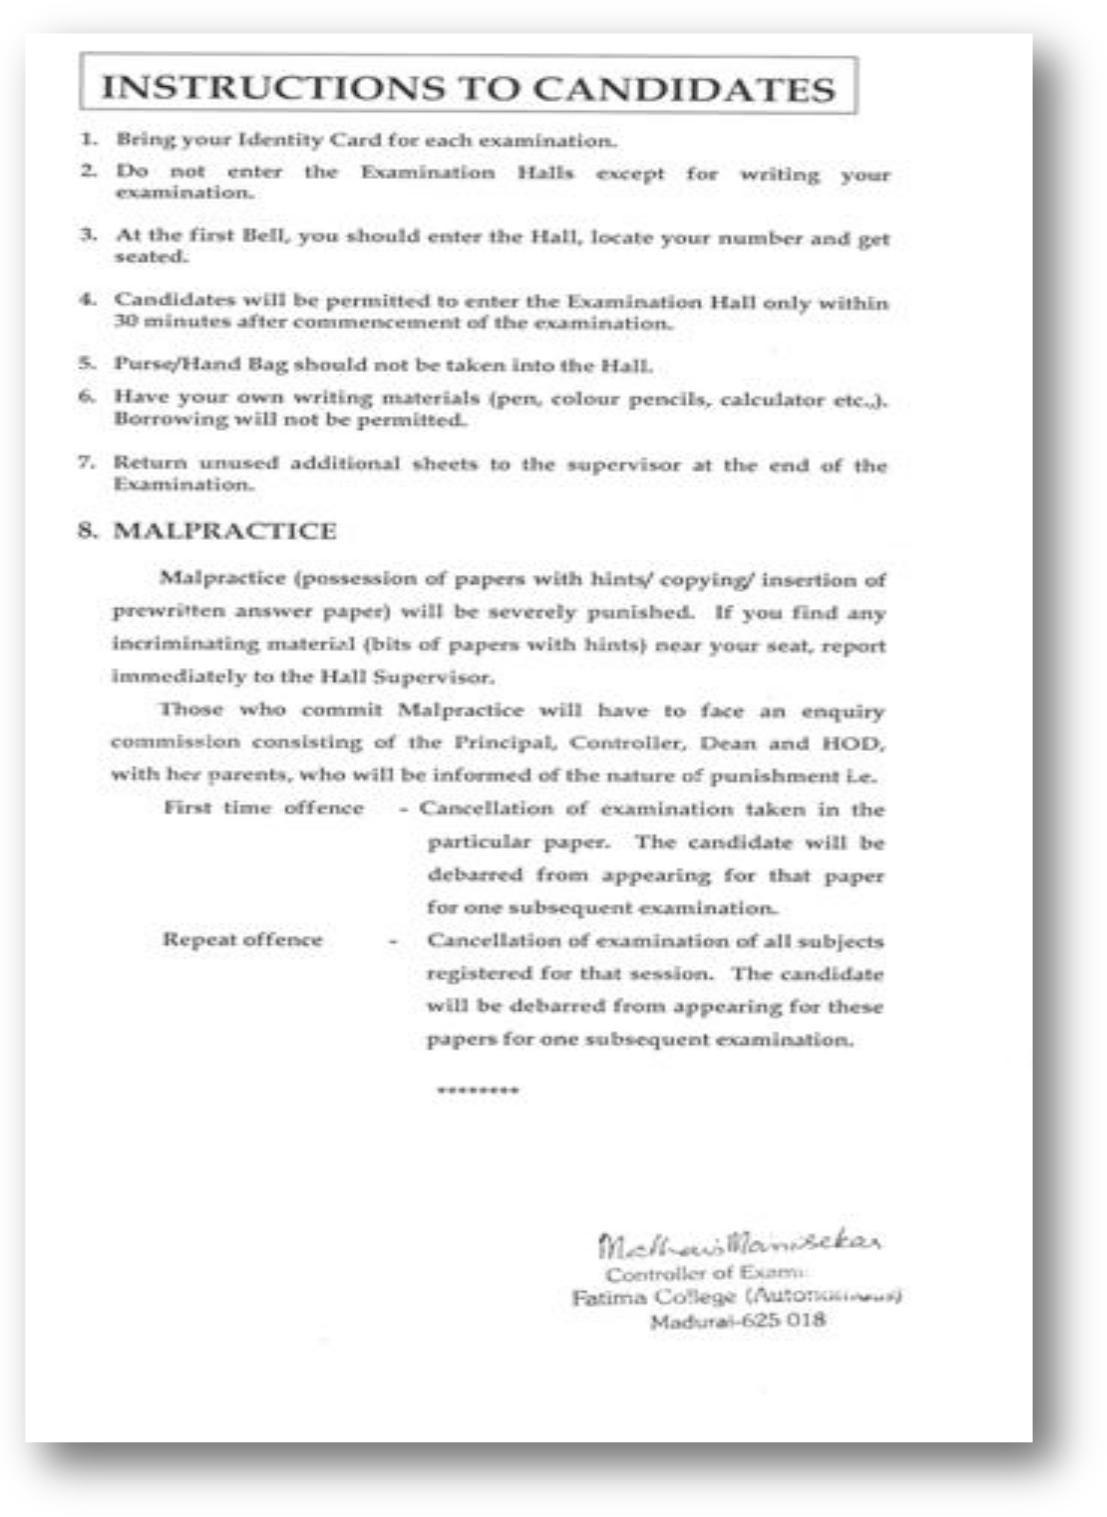 INSTRUCTIONS TO CANDIDATES
1. Bring your Identity Card for each examination.
2. Do not enter the Examination Halls except for writing your
examination.
3. At the first Bell, you should enter the Hall, locate your number and get
seated.
4. Candidates will be permitted to enter the Examination Hall only within
30 minutes after commencement of the examination.
5. Purse/Hand Bag should not be taken into the Hall.
6. Have your own writing materials (pen, colour pencils, calculator etc.,).
Borrowing will not be permitted.
7. Return unused additional sheets to the supervisor at the end of the
Examination.
8. MALPRACTICE
Malpractice (possession of papers with hints/ copying/ insertion of
prewritten answer paper) will be severely punished. If you find any
incriminating material (bits of papers with hints) near your seat, report
immediately to the Hall Supervisor.
Those who commit Malpractice will have to face an enquiry
commission consisting of the Principal, Controller, Dean and HOD,
with her parents, who will be informed of the nature of punishment i.e.
First time offence - Cancellation of examination taken in the
particular paper. The candidate will be
debarred from appearing for that paper
for one subsequent examination.
Repeat offence - Cancellation of examination of all subjects
registered for that session. The candidate
will be debarred from appearing for these
papers for one subsequent examination.
********
Manisekar
Controller of Exami
Fatima College (Autonomous)
Madurai-625 018